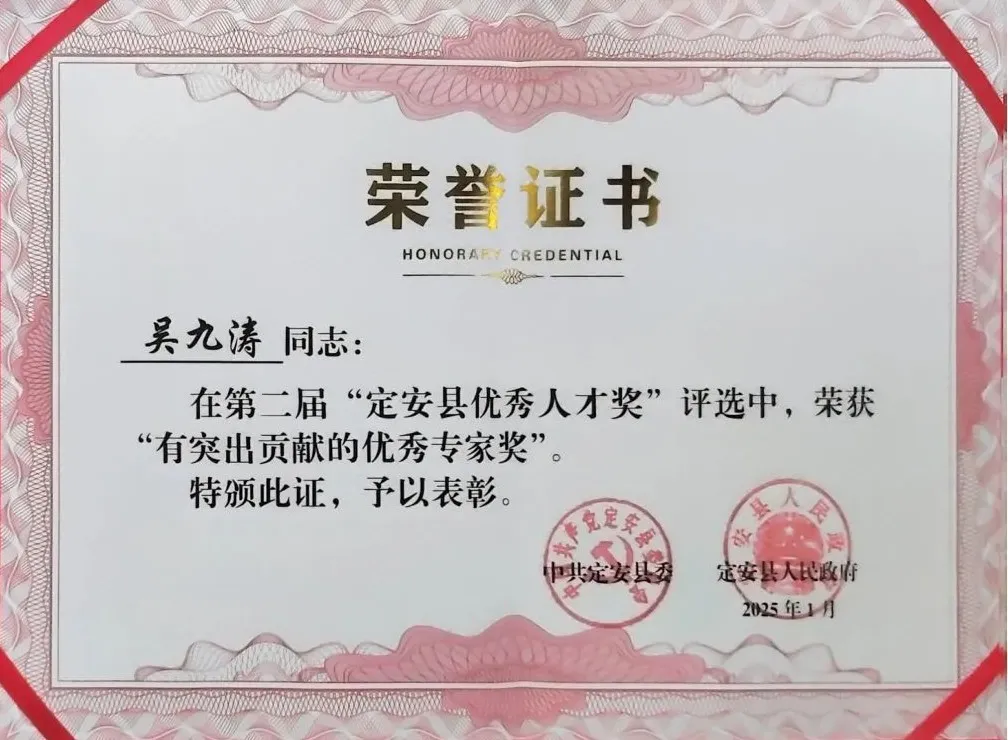 荣誉证书
HONORARY CREDENTIAL
吴九涛 同志：
在第二届“定安县优秀人才奖”评选中，荣获
“有突出贡献的优秀专家奖”。
特颁此证，予以表彰。
中共定安县委
定安县人民政府
2025年1月